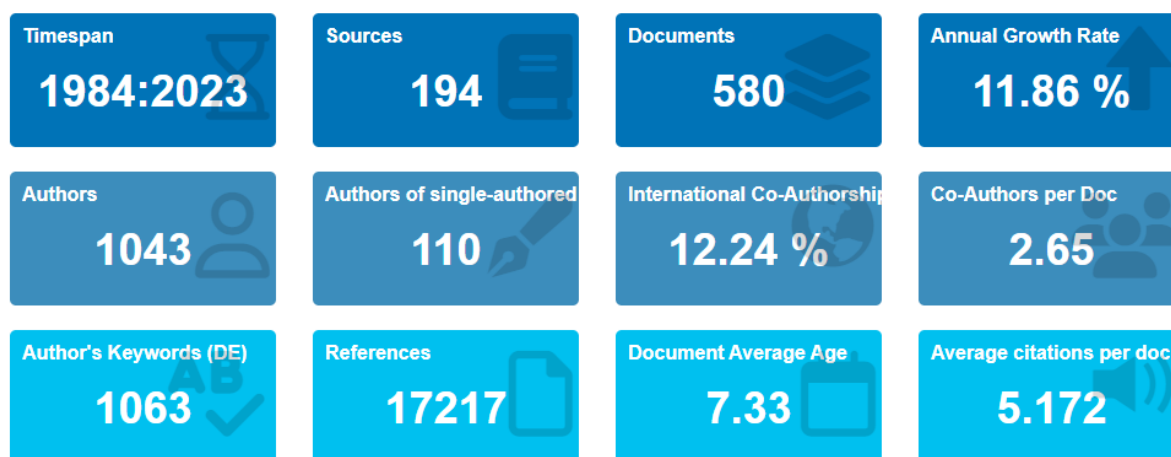 Timespan
1984:2023
Sources
194
Documents
580
Annual Growth Rate
11.86 %
Authors
1043
Authors of single-authored
110
International Co-Authorship
12.24 %
Co-Authors per Doc
2.65
Author's Keywords (DE)
1063
AB
References
17217
Document Average Age
7.33
Average citations per doc
5.172